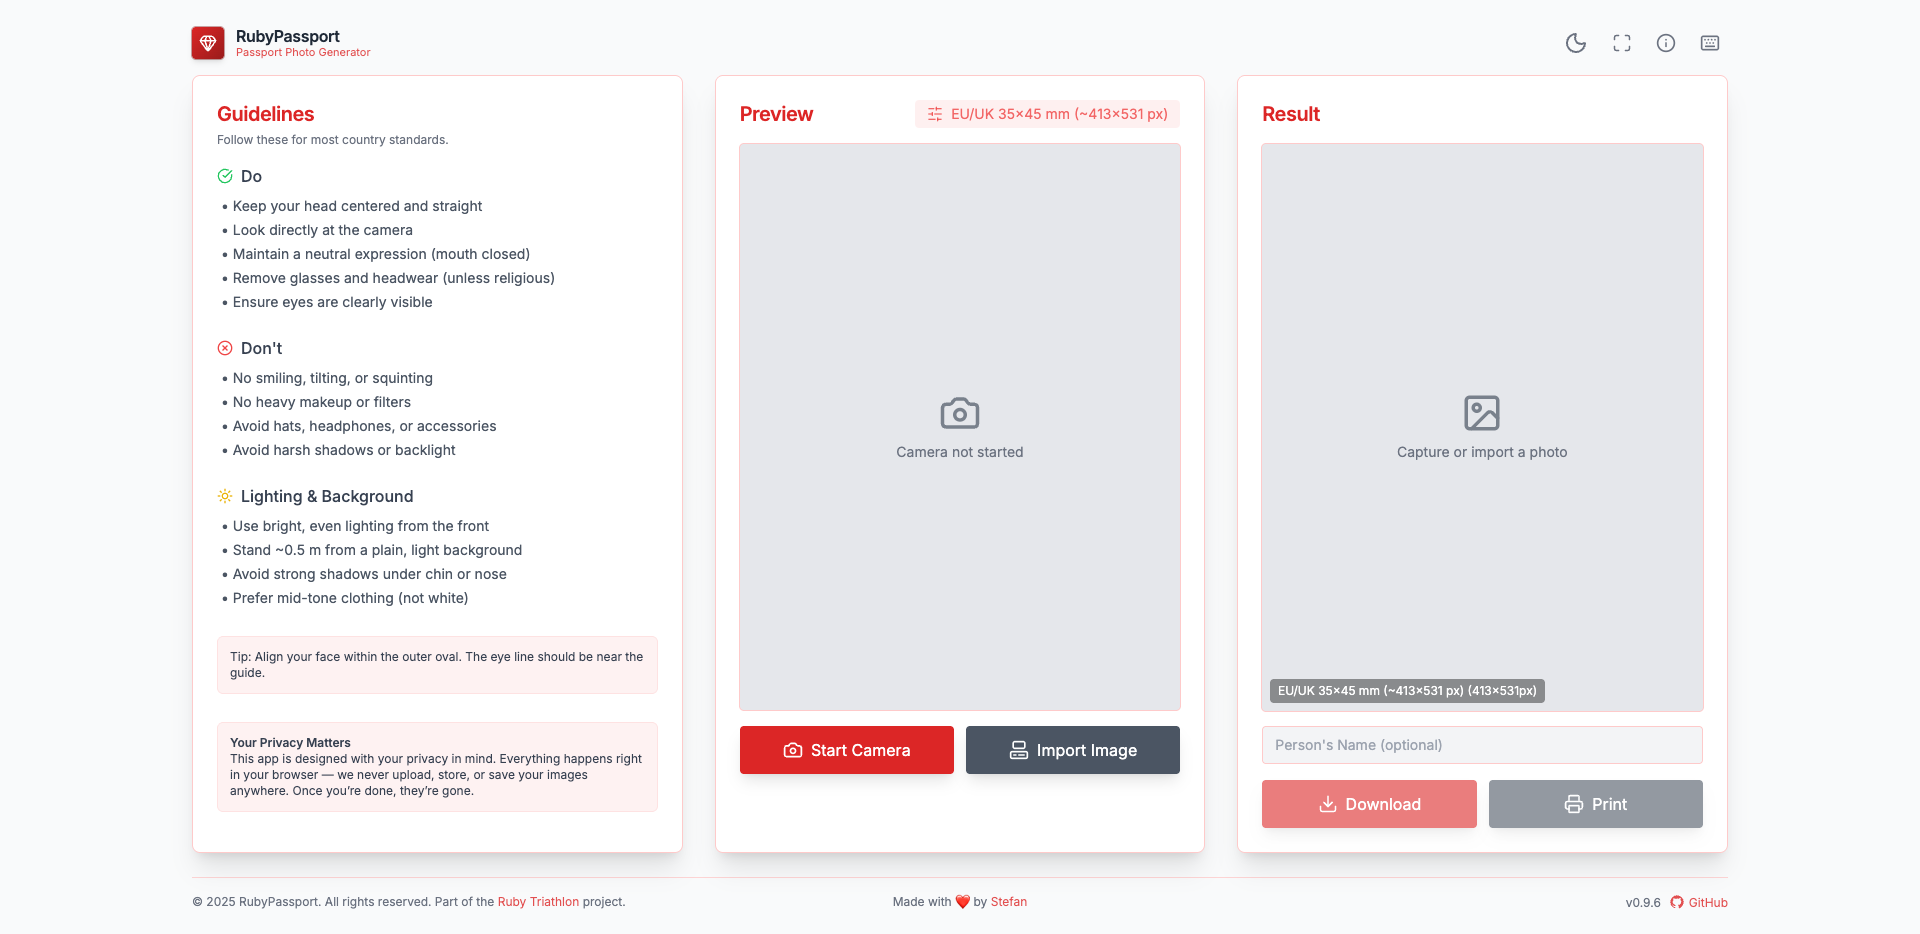 RubyPassport
Passport Photo Generator
Guidelines
Follow these for most country standards.
Do
• Keep your head centered and straight
• Look directly at the camera
• Maintain a neutral expression (mouth closed)
• Remove glasses and headwear (unless religious)
• Ensure eyes are clearly visible
Don't
• No smiling, tilting, or squinting
• No heavy makeup or filters
• Avoid hats, headphones, or accessories
• Avoid harsh shadows or backlight
Lighting & Background
• Use bright, even lighting from the front
• Stand ~0.5 m from a plain, light background
• Avoid strong shadows under chin or nose
• Prefer mid-tone clothing (not white)
Tip: Align your face within the outer oval. The eye line should be near the
guide.
Your Privacy Matters
This app is designed with your privacy in mind. Everything happens right
in your browser — we never upload, store, or save your images
anywhere. Once you’re done, they’re gone.
Preview
EU/UK 35×45 mm (~413×531 px)
Camera not started
Start Camera
Import Image
Result
Capture or import a photo
EU/UK 35×45 mm (~413×531 px) (413×531px)
Person's Name (optional)
Download
Print
© 2025 RubyPassport. All rights reserved. Part of the Ruby Triathlon project.
Made with ❤️ by Stefan
v0.9.6 GitHub